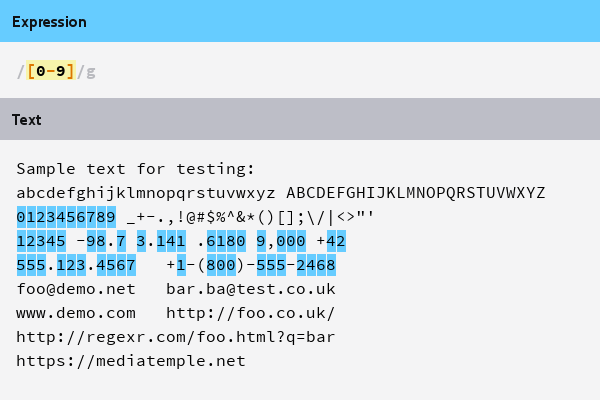 Expression
/[0-9]/g
Text
Sample text for testing:
abcdefghijklmnopqrstuvwxyz ABCDEFGHIJKLMNOPQRSTUVWXYZ
0123456789 _+-.,!@#$%^&*()[];\/|<>"'
12345 -98.7 3.141 .6180 9,000 +42
555.123.4567   +1-(800)-555-2468
foo@demo.net   bar.ba@test.co.uk
www.demo.com   http://foo.co.uk/
http://regexr.com/foo.html?q=bar
https://mediatemple.net